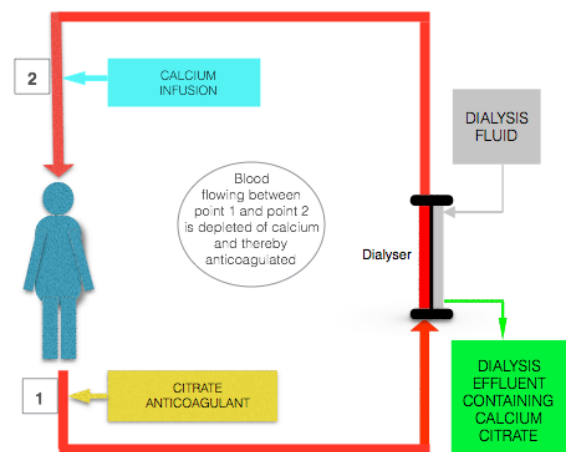 2
CALCIUM
INFUSION
DIALYSIS
FLUID
Blood
flowing between
point 1 and point 2
is depleted of calcium
and thereby
anticoagulated
Dialyser
1
CITRATE
ANTICOAGULANT
DIALYSIS
EFFLUENT
CONTAINING
CALCIUM
CITRATE